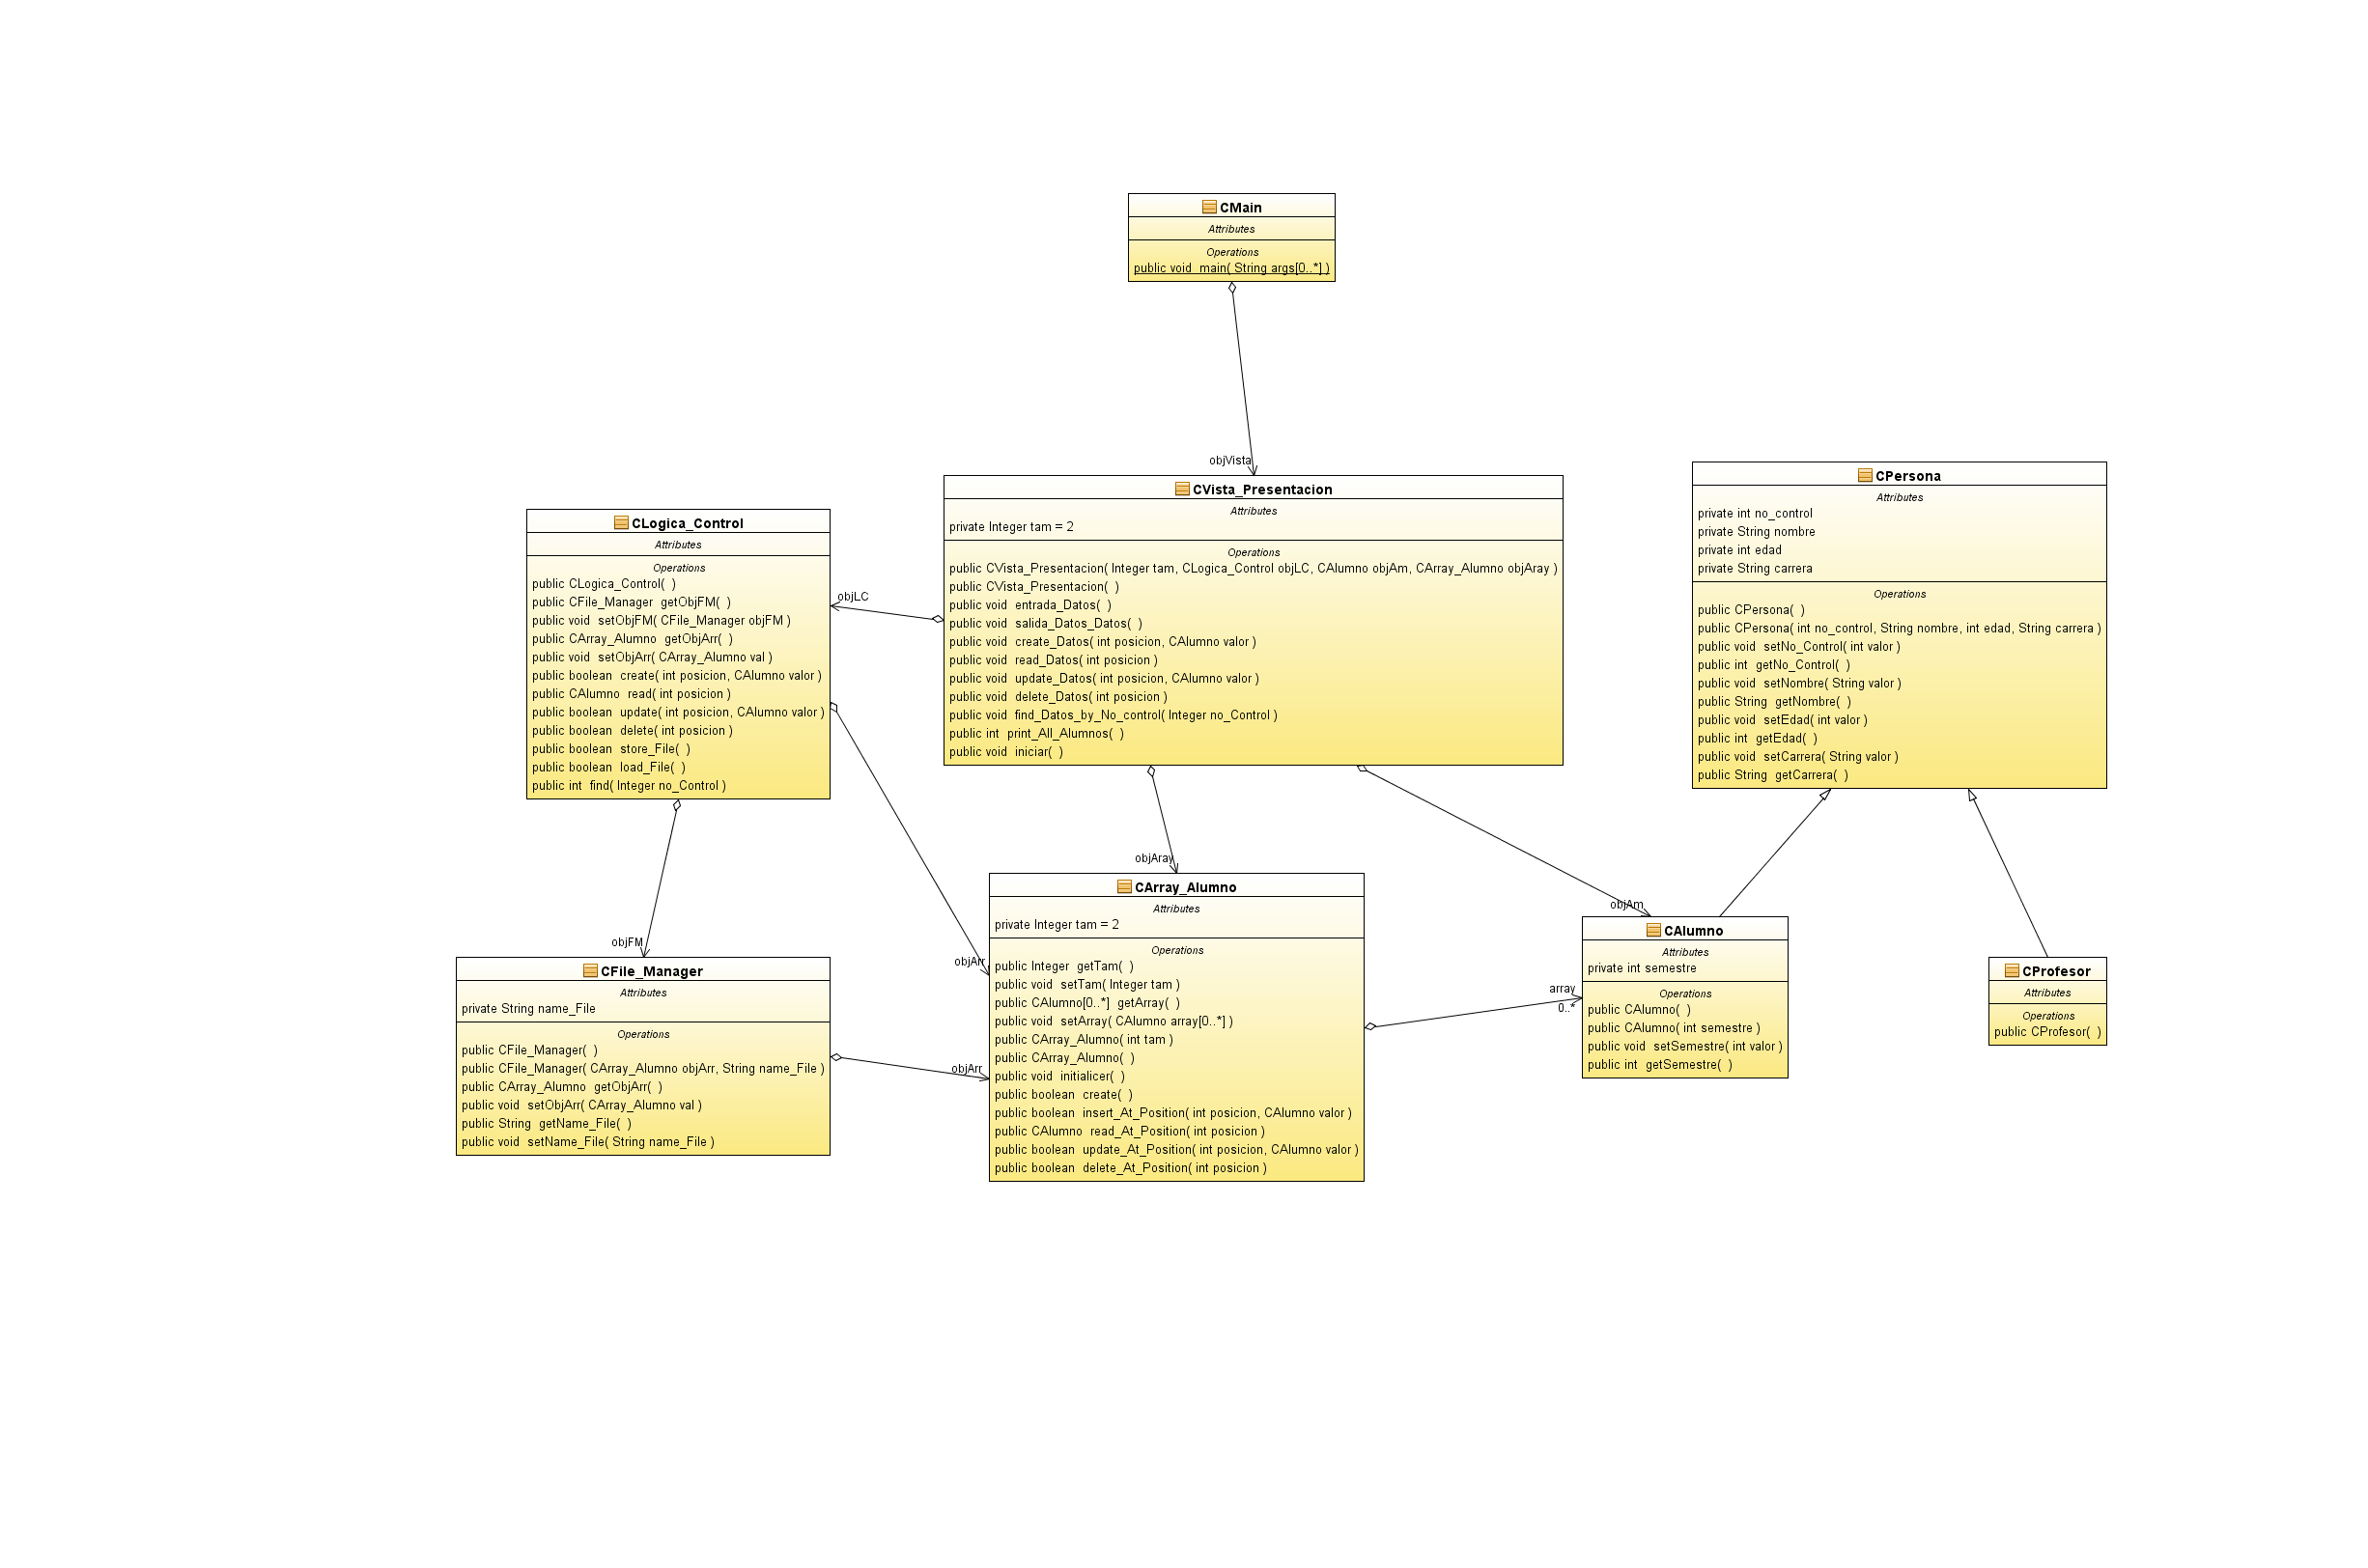 CMain
Attributes
Operations
public void  main( String args[0..*] )
objVista
CVista_Presentacion
Attributes
private Integer tam = 2
Operations
public CVista_Presentacion( Integer tam, CLogica_Control objLC, CAlumno objAm, CArray_Alumno objAray )
public CVista_Presentacion(  )
public void  entrada_Datos(  )
public void  salida_Datos_Datos(  )
public void  create_Datos( int posicion, CAlumno valor )
public void  read_Datos( int posicion )
public void  update_Datos( int posicion, CAlumno valor )
public void  delete_Datos( int posicion )
public void  find_Datos_by_No_control( Integer no_Control )
public int  print_All_Alumnos(  )
public void  iniciar(  )
CPersona
Attributes
private int no_control
private String nombre
private int edad
private String carrera
Operations
public CPersona(  )
public CPersona( int no_control, String nombre, int edad, String carrera )
public void  setNo_Control( int valor )
public int  getNo_Control(  )
public void  setNombre( String valor )
public String  getNombre(  )
public void  setEdad( int valor )
public int  getEdad(  )
public void  setCarrera( String valor )
public String  getCarrera(  )
CLogica_Control
Attributes
Operations
public CLogica_Control(  )
public CFile_Manager  getObjFM(  )
public void  setObjFM( CFile_Manager objFM )
public CArray_Alumno  getObjArr(  )
public void  setObjArr( CArray_Alumno val )
public boolean  create( int posicion, CAlumno valor )
public CAlumno  read( int posicion )
public boolean  update( int posicion, CAlumno valor )
public boolean  delete( int posicion )
public boolean  store_File(  )
public boolean  load_File(  )
public int  find( Integer no_Control )
objLC
objAray
objAm
objFM
objArr
CArray_Alumno
Attributes
private Integer tam = 2
Operations
public Integer  getTam(  )
public void  setTam( Integer tam )
public CAlumno[0..*]  getArray(  )
public void  setArray( CAlumno array[0..*] )
public CArray_Alumno( int tam )
public CArray_Alumno(  )
public void  initialicer(  )
public boolean  create(  )
public boolean  insert_At_Position( int posicion, CAlumno valor )
public CAlumno  read_At_Position( int posicion )
public boolean  update_At_Position( int posicion, CAlumno valor )
public boolean  delete_At_Position( int posicion )
CAlumno
Attributes
private int semestre
Operations
public CAlumno(  )
public CAlumno( int semestre )
public void  setSemestre( int valor )
public int  getSemestre(  )
array
0..*
CProfesor
Attributes
Operations
public CProfesor(  )
CFile_Manager
Attributes
private String name_File
Operations
public CFile_Manager(  )
public CFile_Manager( CArray_Alumno objArr, String name_File )
public CArray_Alumno  getObjArr(  )
public void  setObjArr( CArray_Alumno val )
public String  getName_File(  )
public void  setName_File( String name_File )
objArr